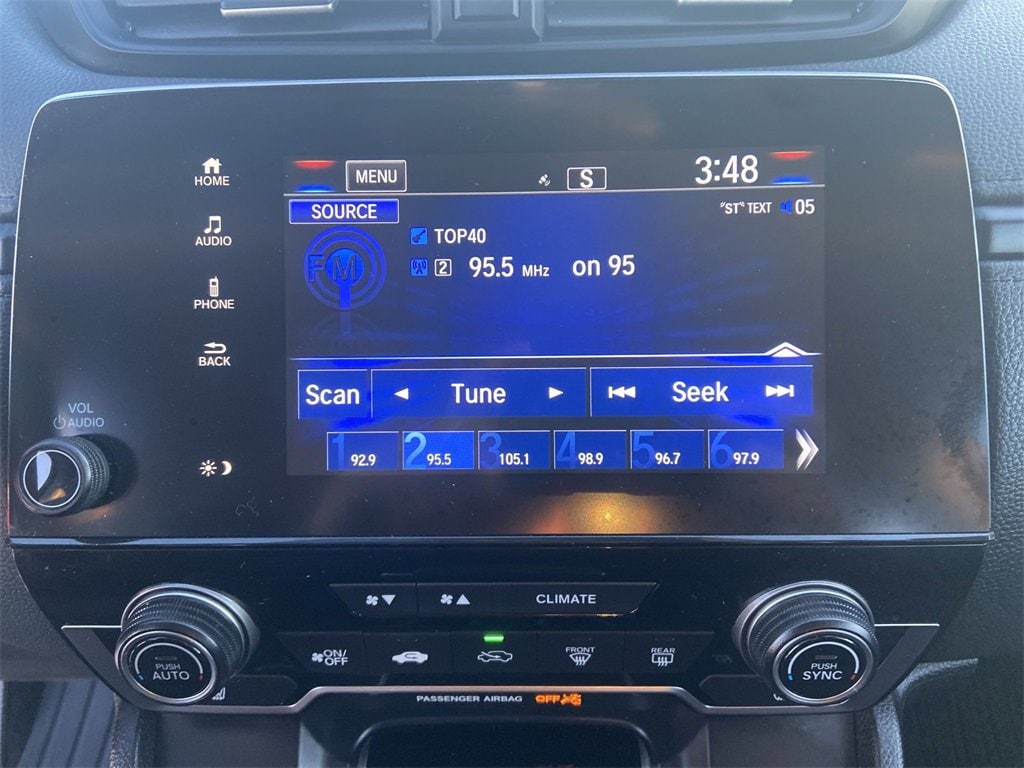 HOME
AUDIO
PHONE
BACK
VOL
AUDIO
MENU
S
3:48
SOURCE
"ST" TEXT 05
FM
TOP40
2 95.5 MHz on 95
Scan Tune Seek
1 92.9 2 95.5 3 105.1 4 98.9 5 96.7 6 97.9
CLIMATE
PUSH
AUTO
ON/
OFF
FRONT
REAR
PUSH
SYNC
PASSENGER AIRBAG OFF